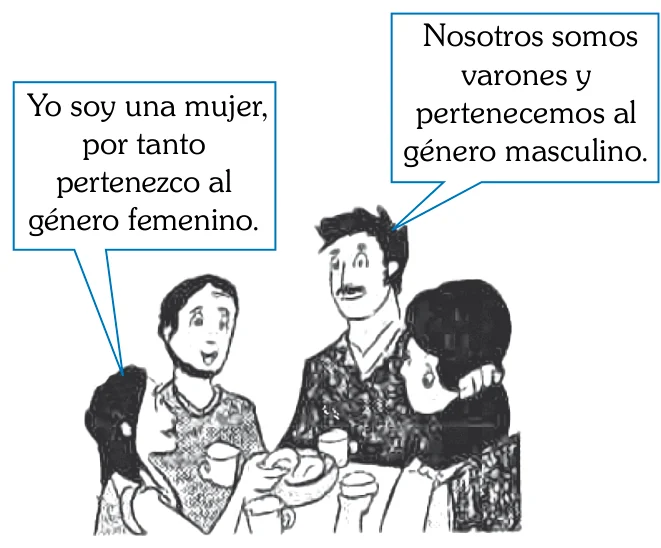 Yo soy una mujer,
por tanto
pertenezco al
género femenino.
Nosotros somos
varones y
pertenecemos al
género masculino.